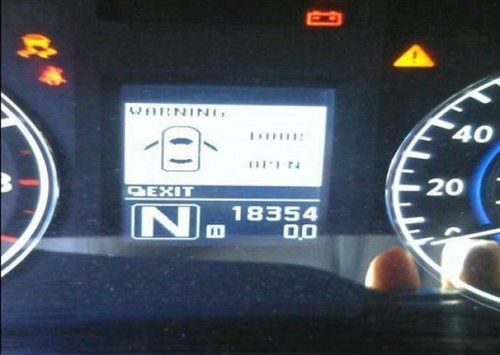 WARNING
DOOR
OPEN
EXIT
N
18354
A 0.0
40
20